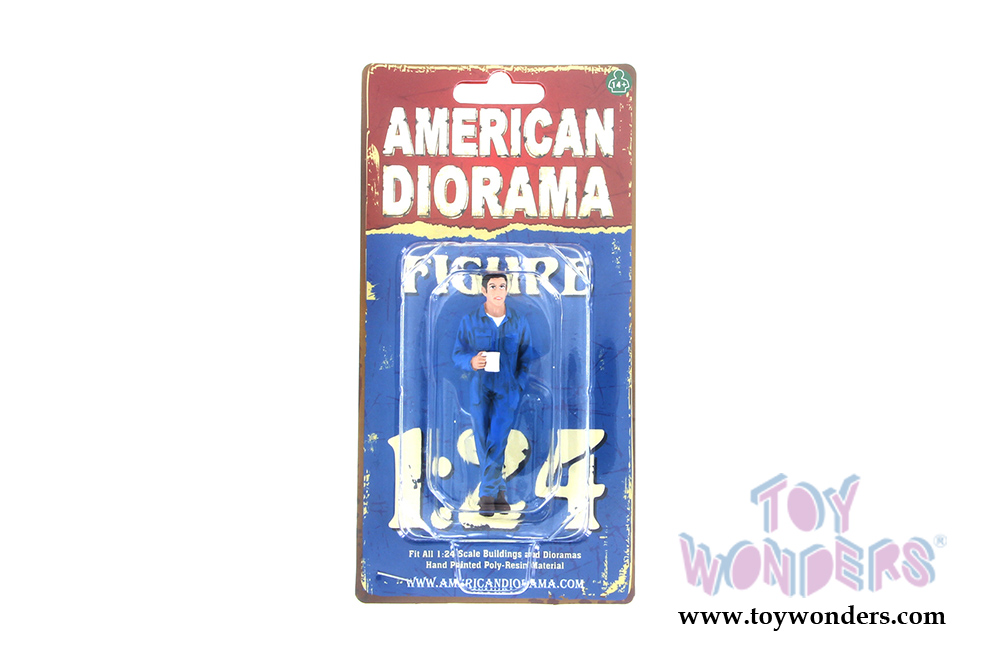 14+
AMERICAN
DIORAMA
FIGURE
1:24
Fit All 1:24 Scale Buildings and Dioramas
Hand Painted Poly-Resin Material
WWW.AMERICANDIORAMA.COM
TOY
WONDERS®
www.toywonders.com